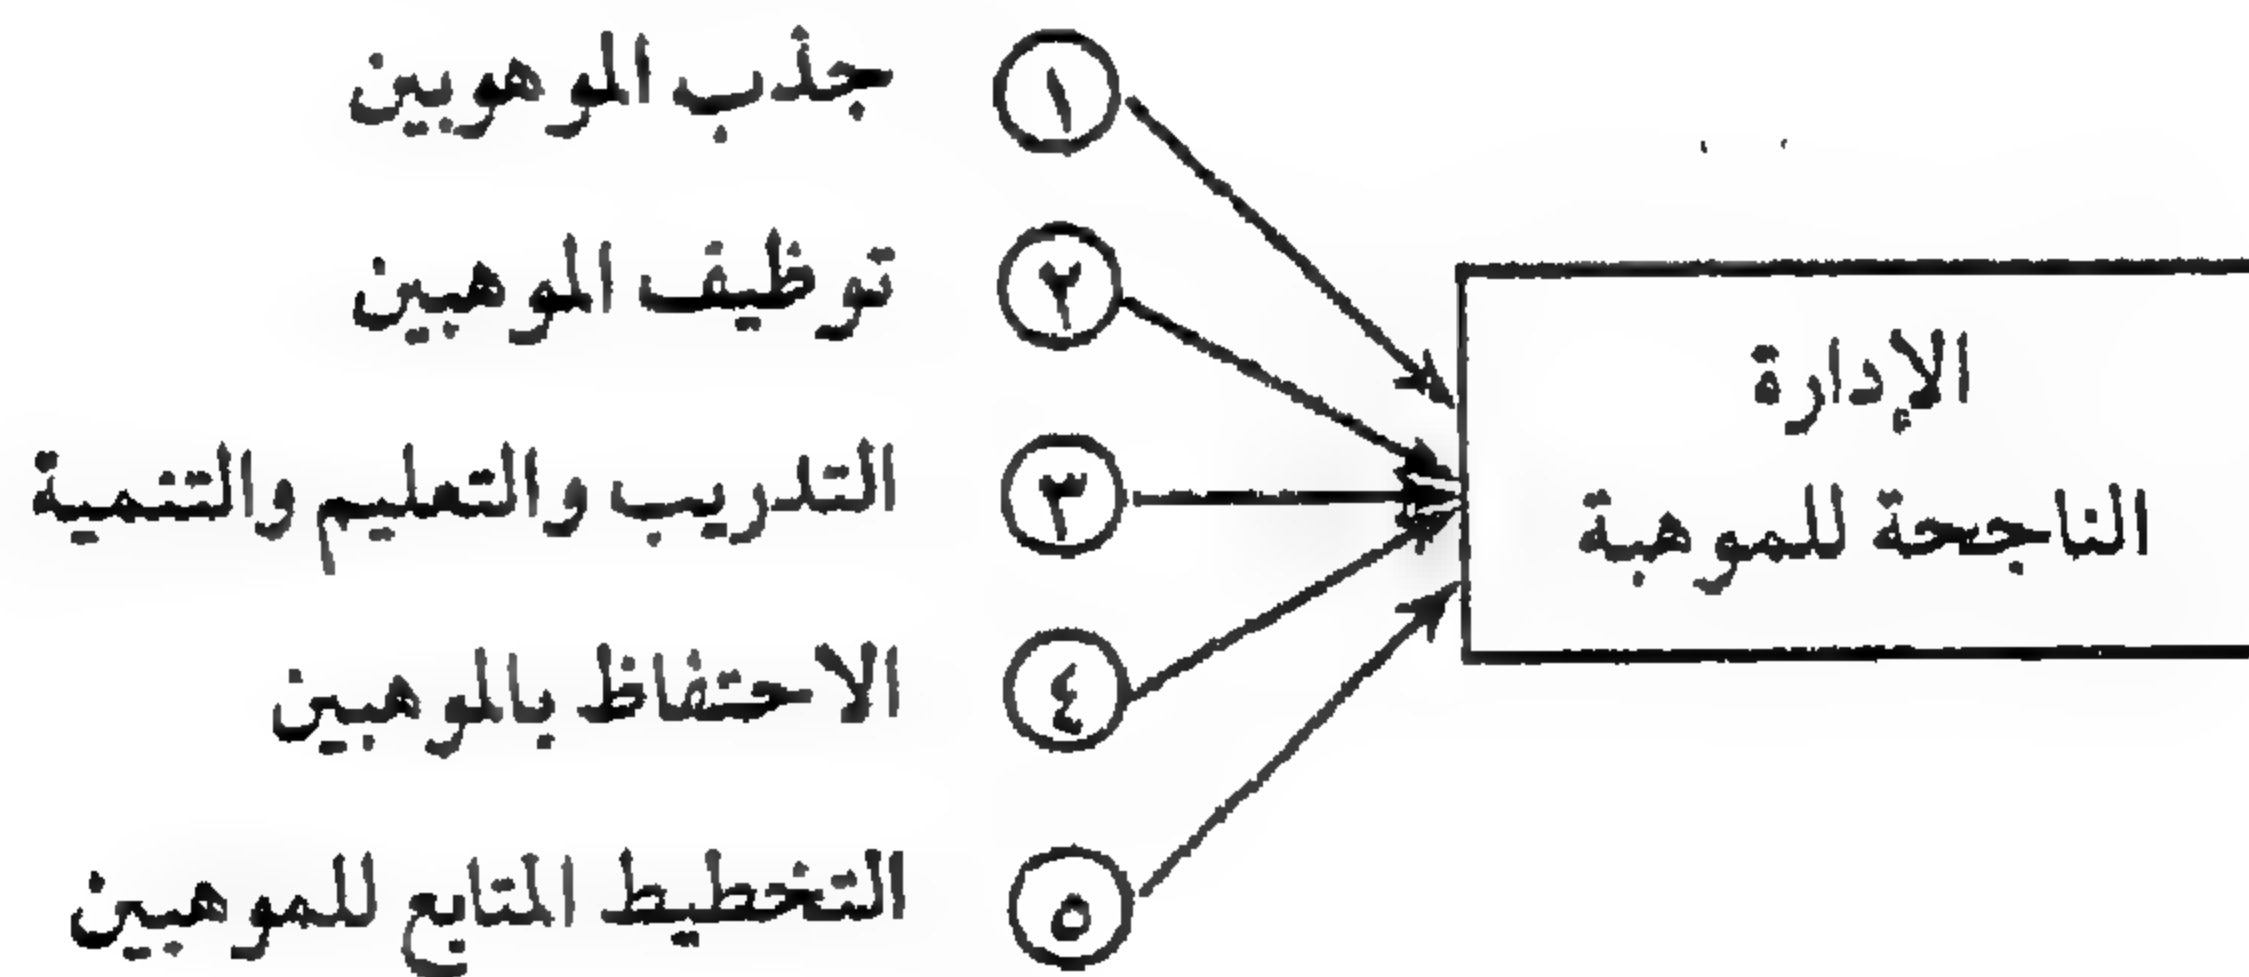 الإدارة
الناجحة للموهبة
١ جذب الموهوبين
٢ توظيف الموهبين
٣ التدريب والتعليم والتنمية
٤ الاحتفاظ بالموهبين
٥ التخطيط المتابع للموهبين